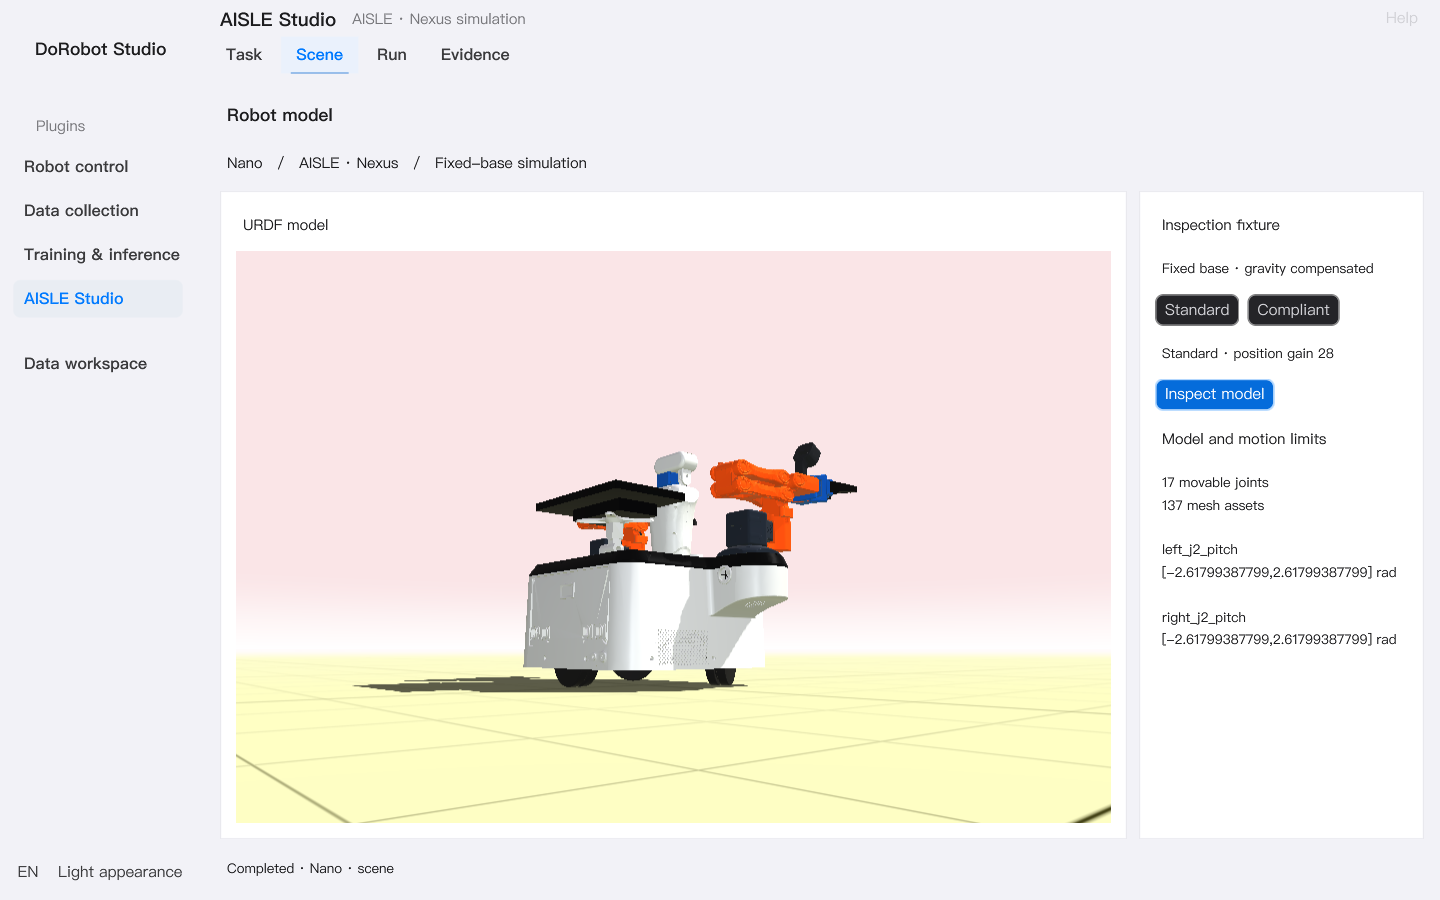 AISLE Studio AISLE · Nexus simulation
Help
DoRobot Studio
Task Scene Run Evidence
Plugins
Robot control
Data collection
Training & inference
AISLE Studio
Data workspace
Robot model
Nano / AISLE · Nexus / Fixed-base simulation
URDF model
Inspection fixture
Fixed base · gravity compensated
Standard Compliant
Standard · position gain 28
Inspect model
Model and motion limits
17 movable joints
137 mesh assets
left_j2_pitch
[-2.61799387799,2.61799387799] rad
right_j2_pitch
[-2.61799387799,2.61799387799] rad
EN Light appearance
Completed · Nano · scene